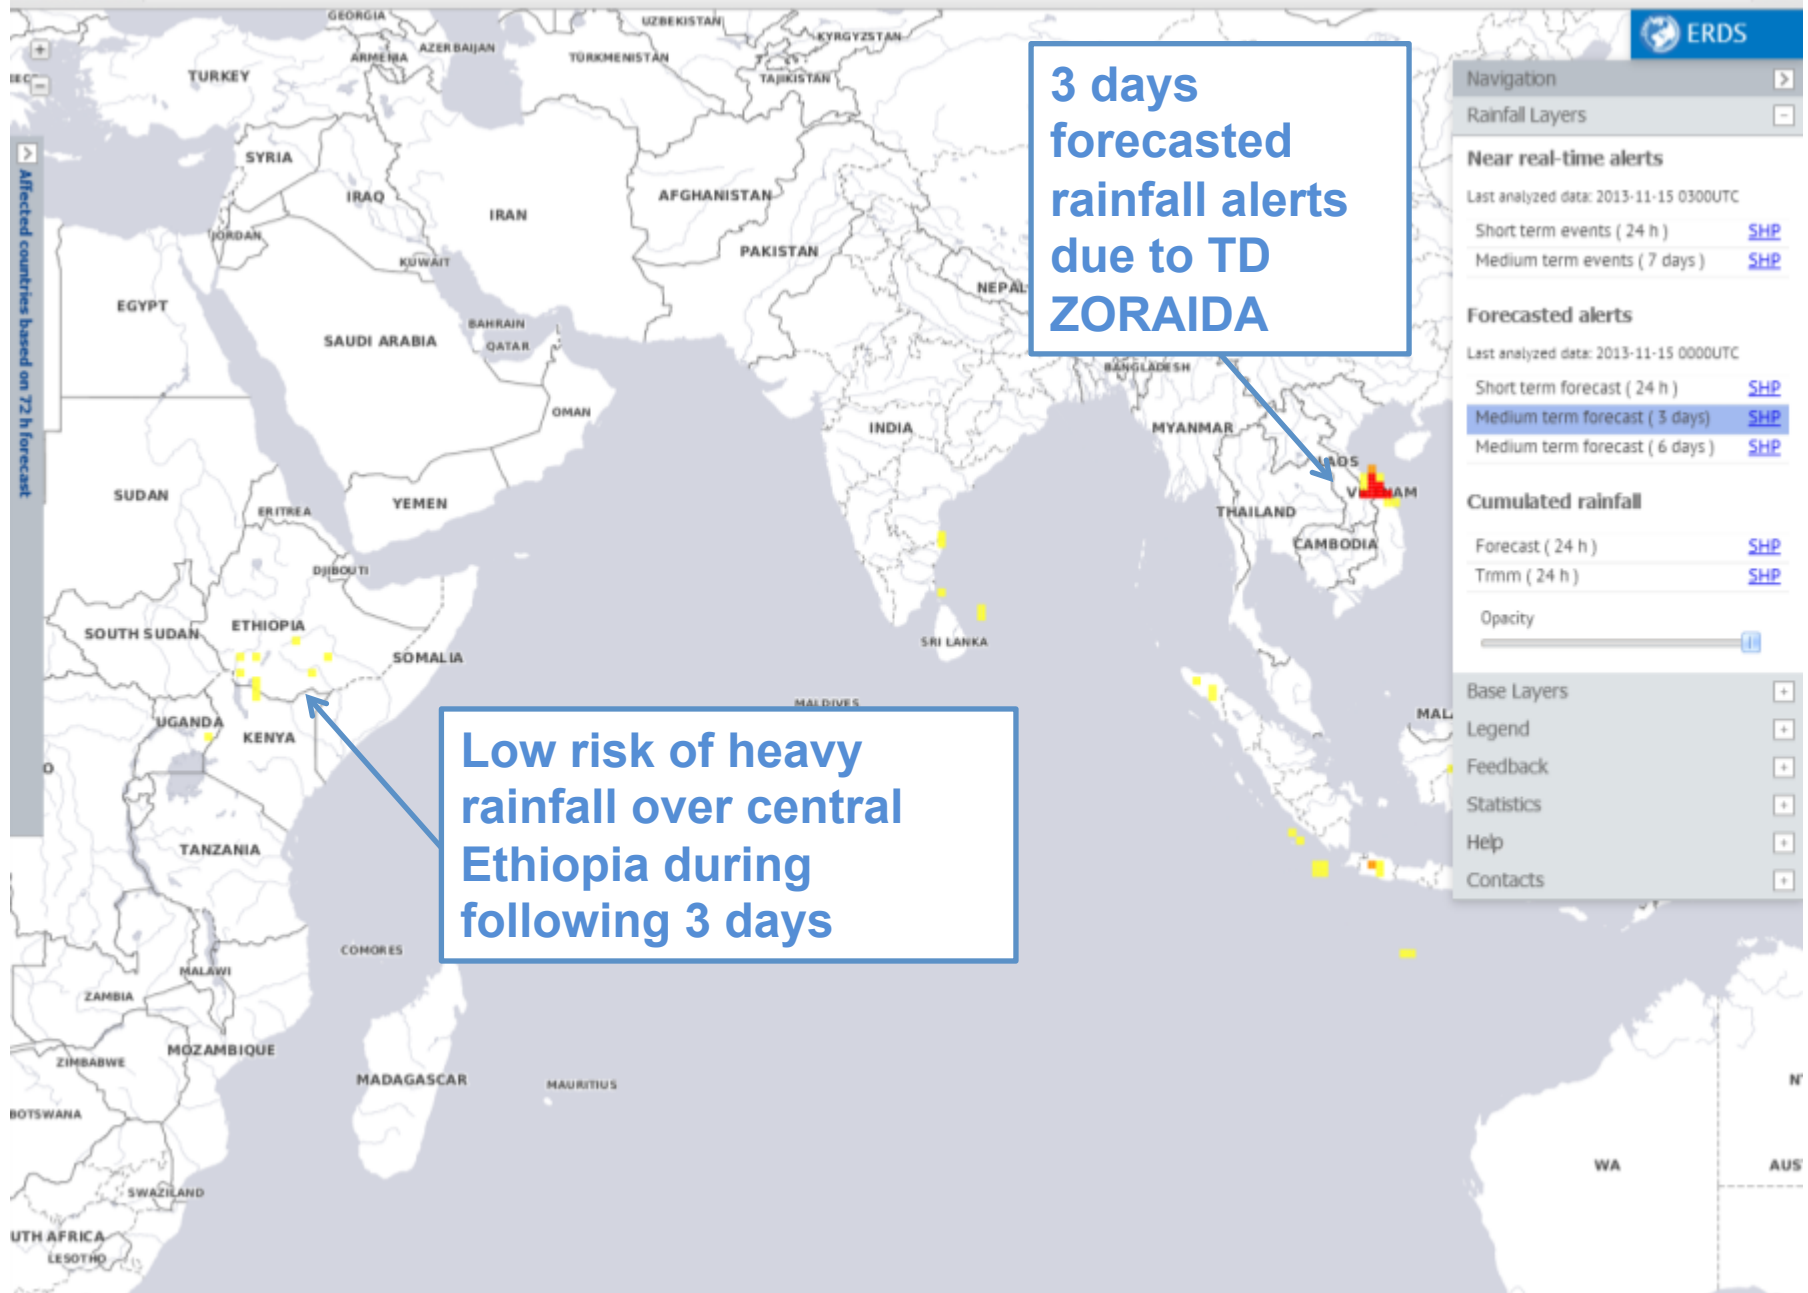 GEORGIA
UZBEKISTAN
KYRGYZSTAN
ARMENIA
AZERBAIJAN
TURKMENISTAN
TAJIKISTAN
TURKEY
SYRIA
IRAQ
IRAN
AFGHANISTAN
JORDAN
KUWAIT
PAKISTAN
NEPAL
EGYPT
BAHRAIN
QATAR
SAUDI ARABIA
OMAN
BANGLADESH
INDIA
MYANMAR
LAOS
VIETNAM
THAILAND
CAMBODIA
SUDAN
ERITREA
YEMEN
DJIBOUTI
SOUTH SUDAN
ETHIOPIA
SOMALIA
SRI LANKA
MALDIVES
UGANDA
KENYA
MAL
O
TANZANIA
COMORES
MALAWI
ZAMBIA
ZIMBABWE
MOZAMBIQUE
MADAGASCAR
MAURITIUS
BOTSWANA
SWAZILAND
UTH AFRICA
LESOTHO
WA
AUS
Affected countries based on 72 h forecast
3 days
forecasted
rainfall alerts
due to TD
ZORAIDA
Low risk of heavy
rainfall over central
Ethiopia during
following 3 days
ERDS
Navigation
Rainfall Layers
Near real-time alerts
Last analyzed data: 2013-11-15 0300UTC
Short term events ( 24 h ) SHP
Medium term events ( 7 days ) SHP
Forecasted alerts
Last analyzed data: 2013-11-15 0000UTC
Short term forecast ( 24 h ) SHP
Medium term forecast ( 3 days) SHP
Medium term forecast ( 6 days ) SHP
Cumulated rainfall
Forecast ( 24 h ) SHP
Trmm ( 24 h ) SHP
Opacity
Base Layers
Legend
Feedback
Statistics
Help
Contacts